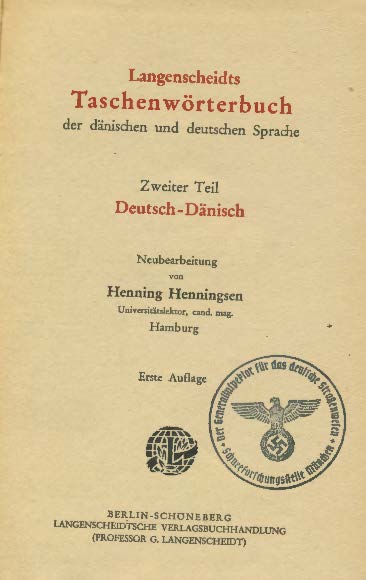 Langenscheidts
Taschenwörterbuch
der dänischen und deutschen Sprache
Zweiter Teil
Deutsch-Dänisch
Neubearbeitung
von
Henning Henningsen
Universitätslektor, cand. mag.
Hamburg
Erste Auflage
Der Generalinspektor für das deutsche Straßenwesen
BERLIN-SCHÖNEBERG
LANGENSCHEIDTSCHE VERLAGSBUCHHANDLUNG
(PROFESSOR G. LANGENSCHEIDT)